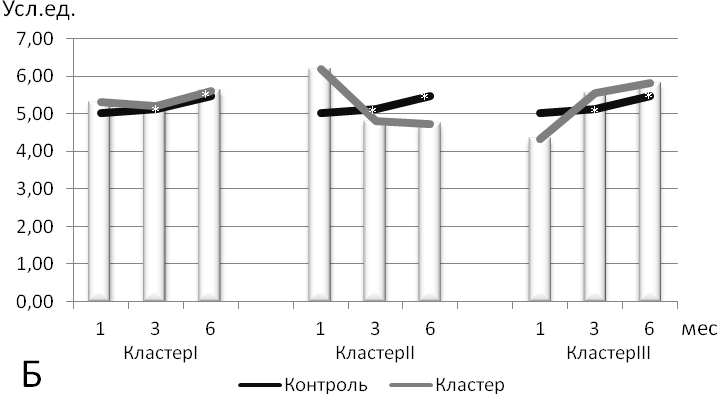 Усл.ед.
7,00
6,00
5,00
4,00
3,00
2,00
1,00
0,00
* * * * * *
1 3 6 1 3 6 1 3 6 мес
КластерI КластерII КластерIII
Б
Контроль Кластер